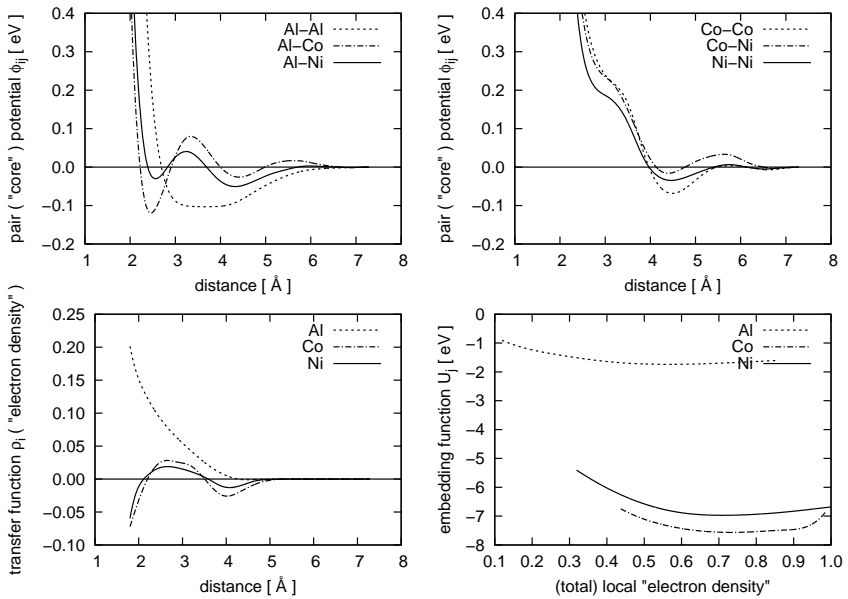 pair ( "core" ) potential ϕij [ eV ]
0.4
0.3
0.2
0.1
0.0
−0.1
−0.2
Al−Al
Al−Co
Al−Ni
1 2 3 4 5 6 7 8
distance [ Å ]
pair ( "core" ) potential ϕij [ eV ]
0.4
0.3
0.2
0.1
0.0
−0.1
−0.2
Co−Co
Co−Ni
Ni−Ni
1 2 3 4 5 6 7 8
distance [ Å ]
transfer function ρi ( "electron density" )
0.25
0.20
0.15
0.10
0.05
0.00
−0.05
−0.10
Al
Co
Ni
1 2 3 4 5 6 7 8
distance [ Å ]
embedding function Uj [ eV ]
0
−1
−2
−3
−4
−5
−6
−7
−8
Al
Co
Ni
0.1 0.2 0.3 0.4 0.5 0.6 0.7 0.8 0.9 1.0
(total) local "electron density"